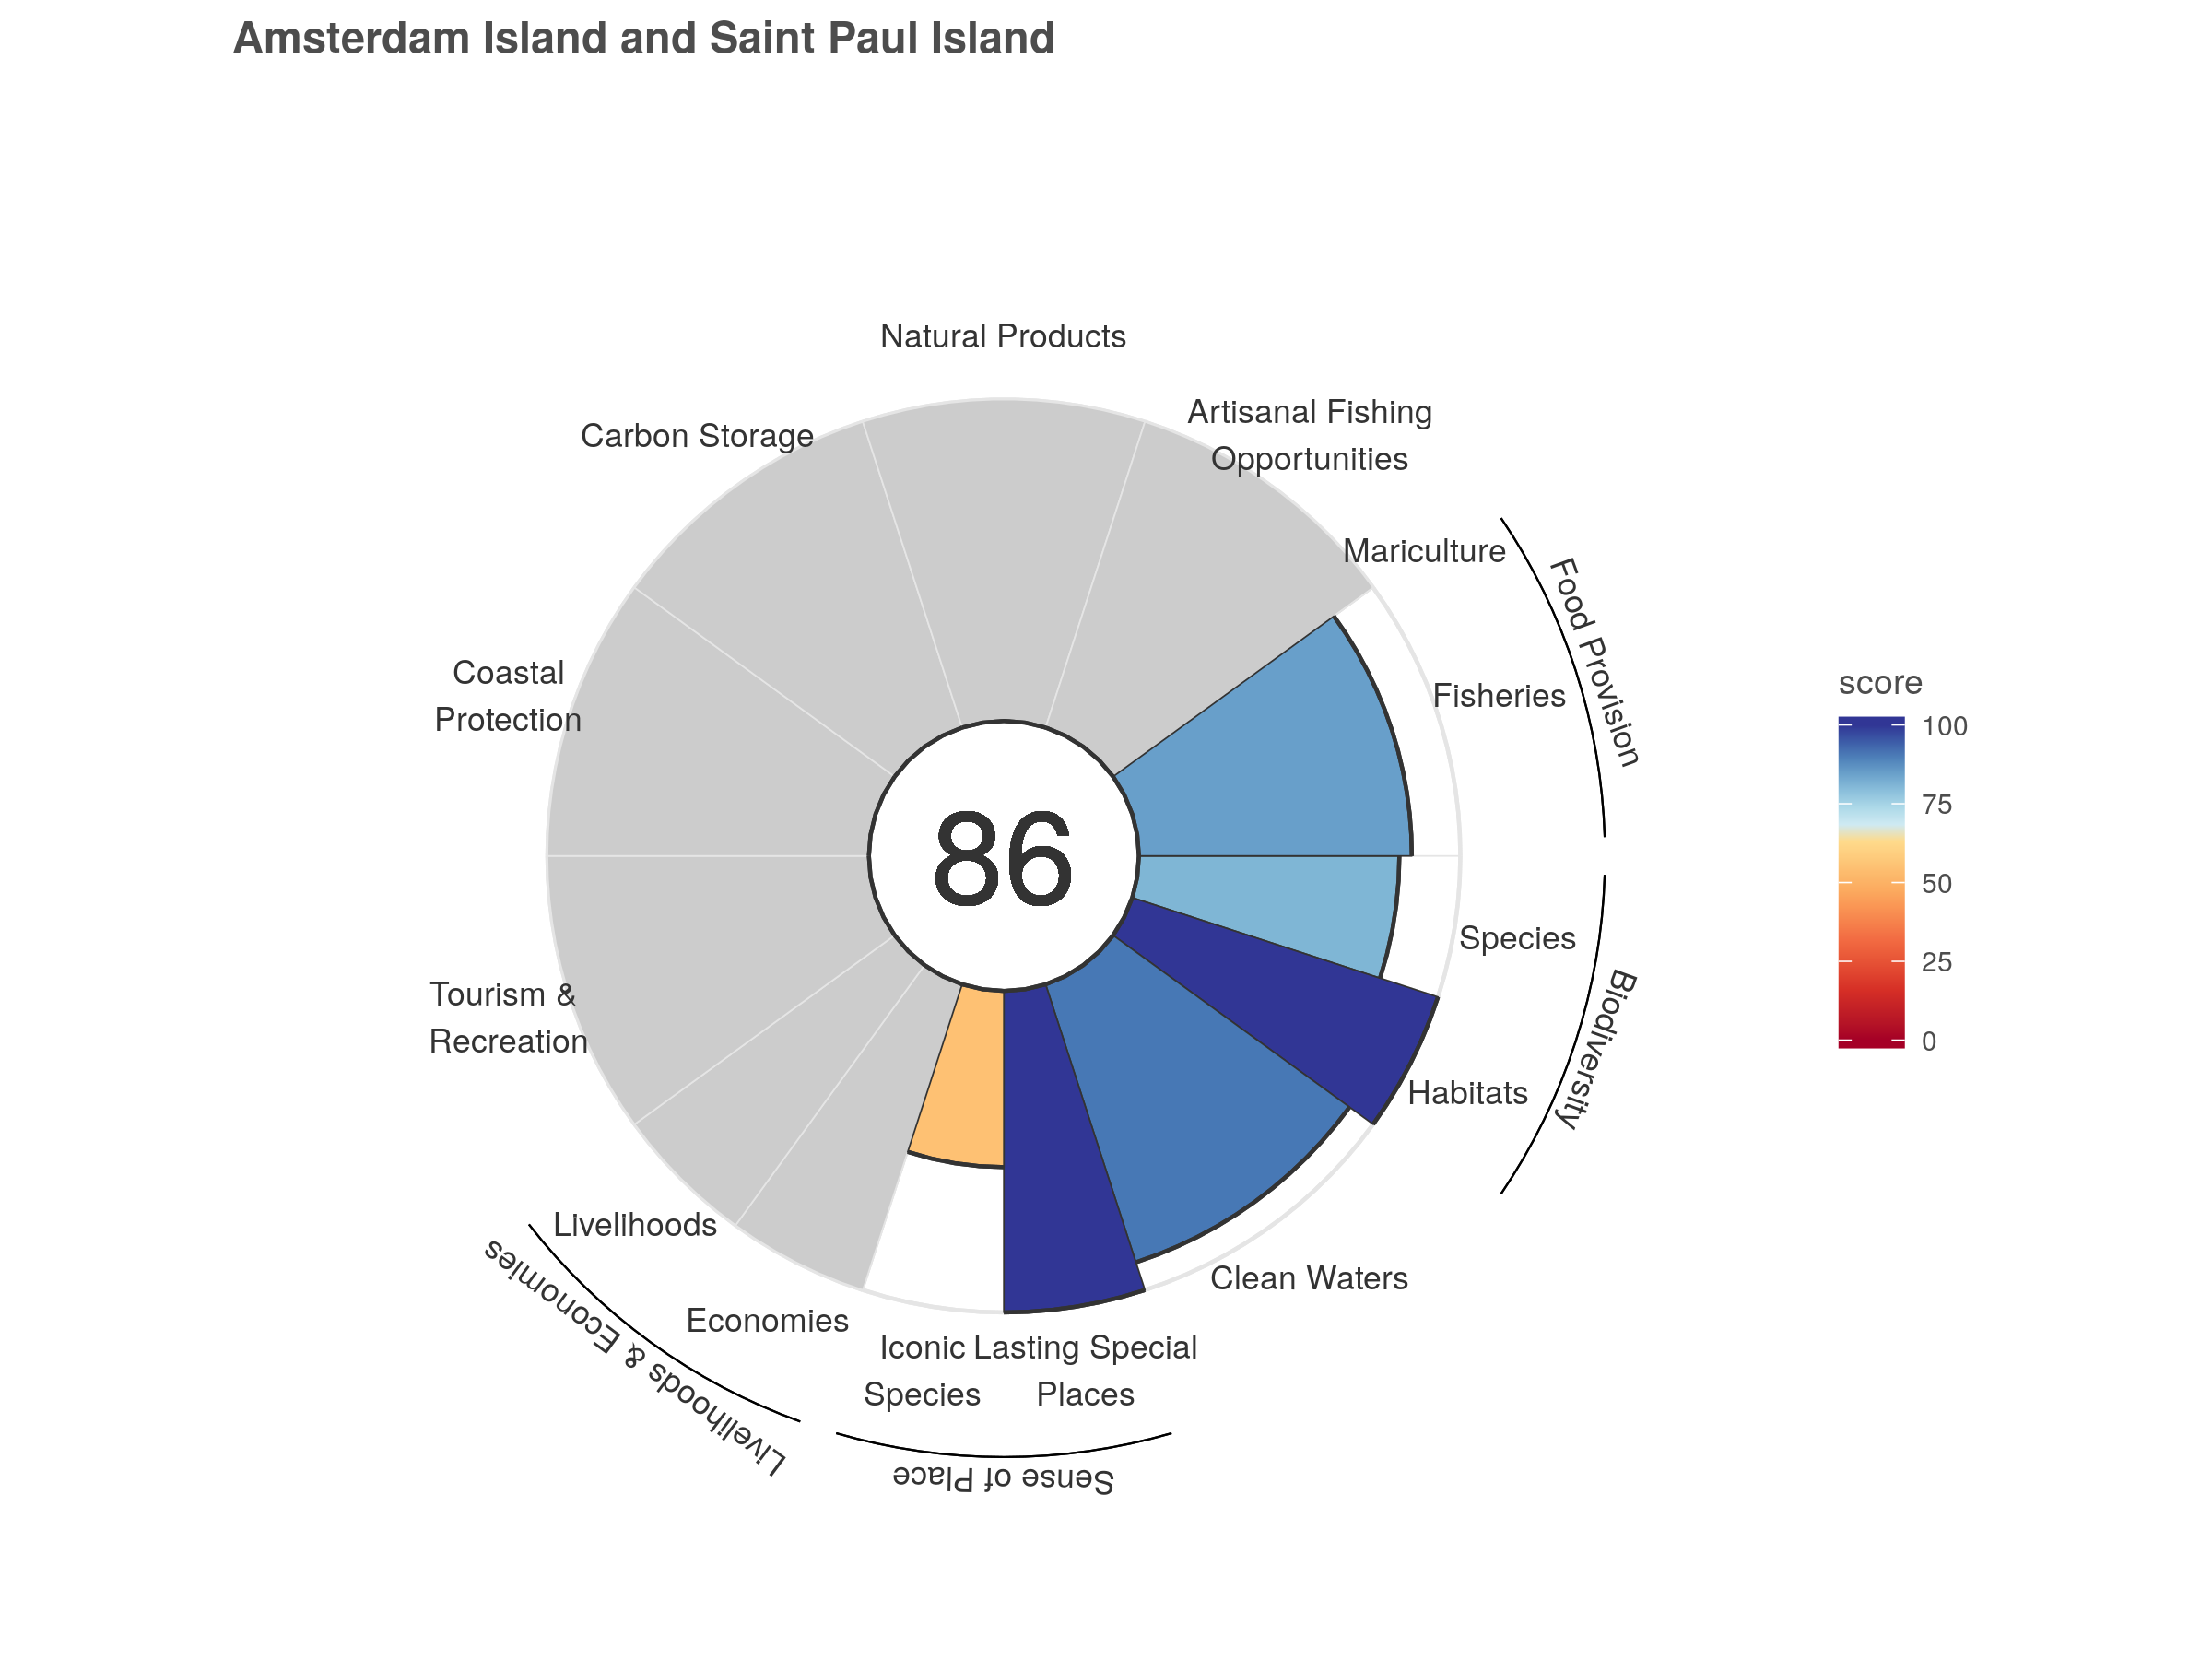 Amsterdam Island and Saint Paul Island
Natural Products
Artisanal Fishing
Opportunities
Carbon Storage
Mariculture
Food Provision
Fisheries
Coastal
Protection
score
100
75
50
25
0
86
Species
Biodiversity
Habitats
Tourism &
Recreation
Livelihoods
Livelihoods & Economies
Economies
Clean Waters
Iconic
Species
Lasting Special
Places
Sense of Place